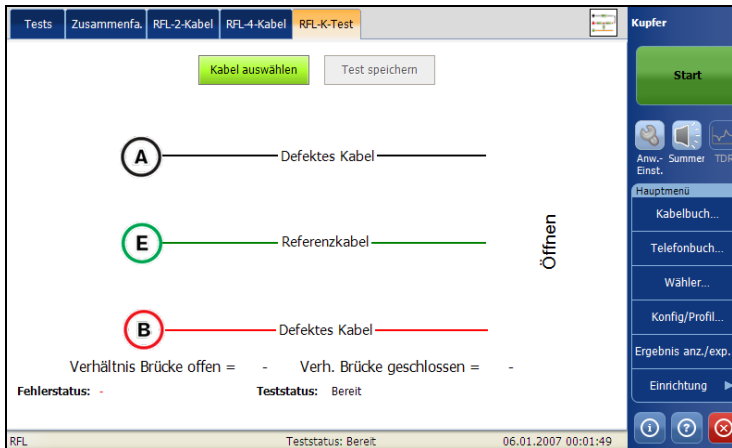 Tests Zusammenfa. RFL-2-Kabel RFL-4-Kabel RFL-K-Test
Kabel auswählen Test speichern
A Defektes Kabel
E Referenzkabel
Öffnen
B Defektes Kabel
Verhältnis Brücke offen = - Verh. Brücke geschlossen = -
Fehlerstatus: - Teststatus: Bereit
RFL Teststatus: Bereit 06.01.2007 00:01:49
Kupfer
Start
Anw.- Summer TDR
Einst.
Hauptmenü
Kabelbuch...
Telefonbuch...
Wähler...
Konfig/Profil...
Ergebnis anz./exp.
Einrichtung